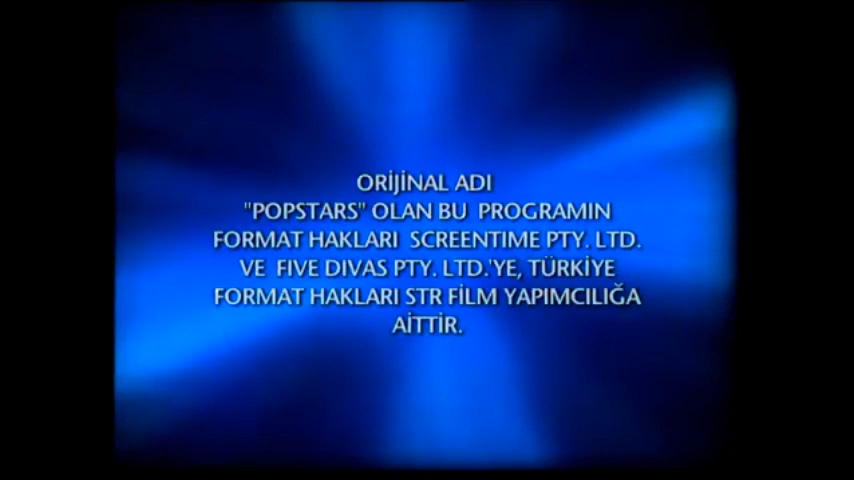 ORİJİNAL ADI
"POPSTARS" OLAN BU PROGRAMIN
FORMAT HAKLARI SCREENTIME PTY. LTD.
VE FIVE DIVAS PTY. LTD.'YE, TÜRKİYE
FORMAT HAKLARI STR FİLM YAPIMCILIĞA
AİTTİR.